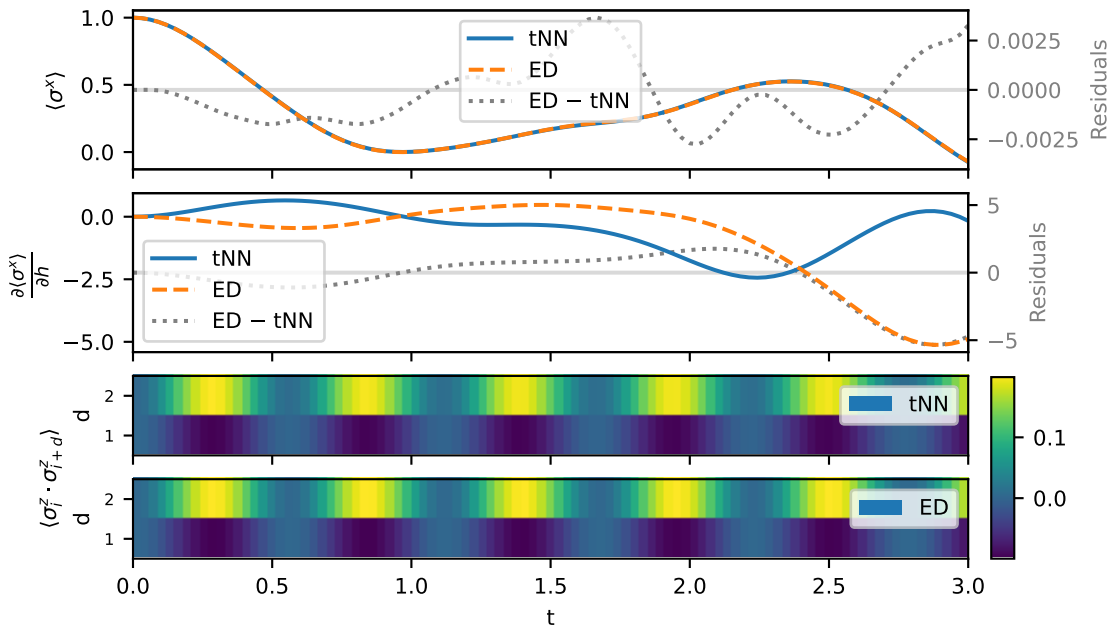 1.0
0.5
0.0
⟨σˣ⟩
tNN
ED
ED − tNN
0.0025
0.0000
−0.0025
Residuals
0.0
−2.5
−5.0
∂⟨σˣ⟩
∂h
tNN
ED
ED − tNN
5
0
−5
Residuals
2
1
d
tNN
⟨σᵢᶻ · σᵢ₊dᶻ⟩
2
1
d
ED
0.1
0.0
0.0
0.5
1.0
1.5
2.0
2.5
3.0
t